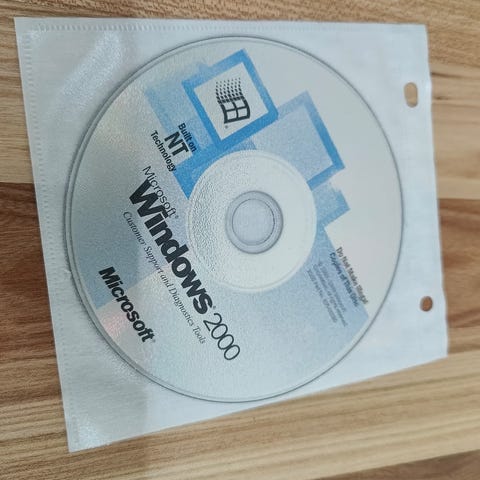 Built on
NT
Technology
Microsoft®
Windows® 2000
Customer Support and Diagnostics Tools
Microsoft®
Do Not Make Illegal
Copies of This Disc.